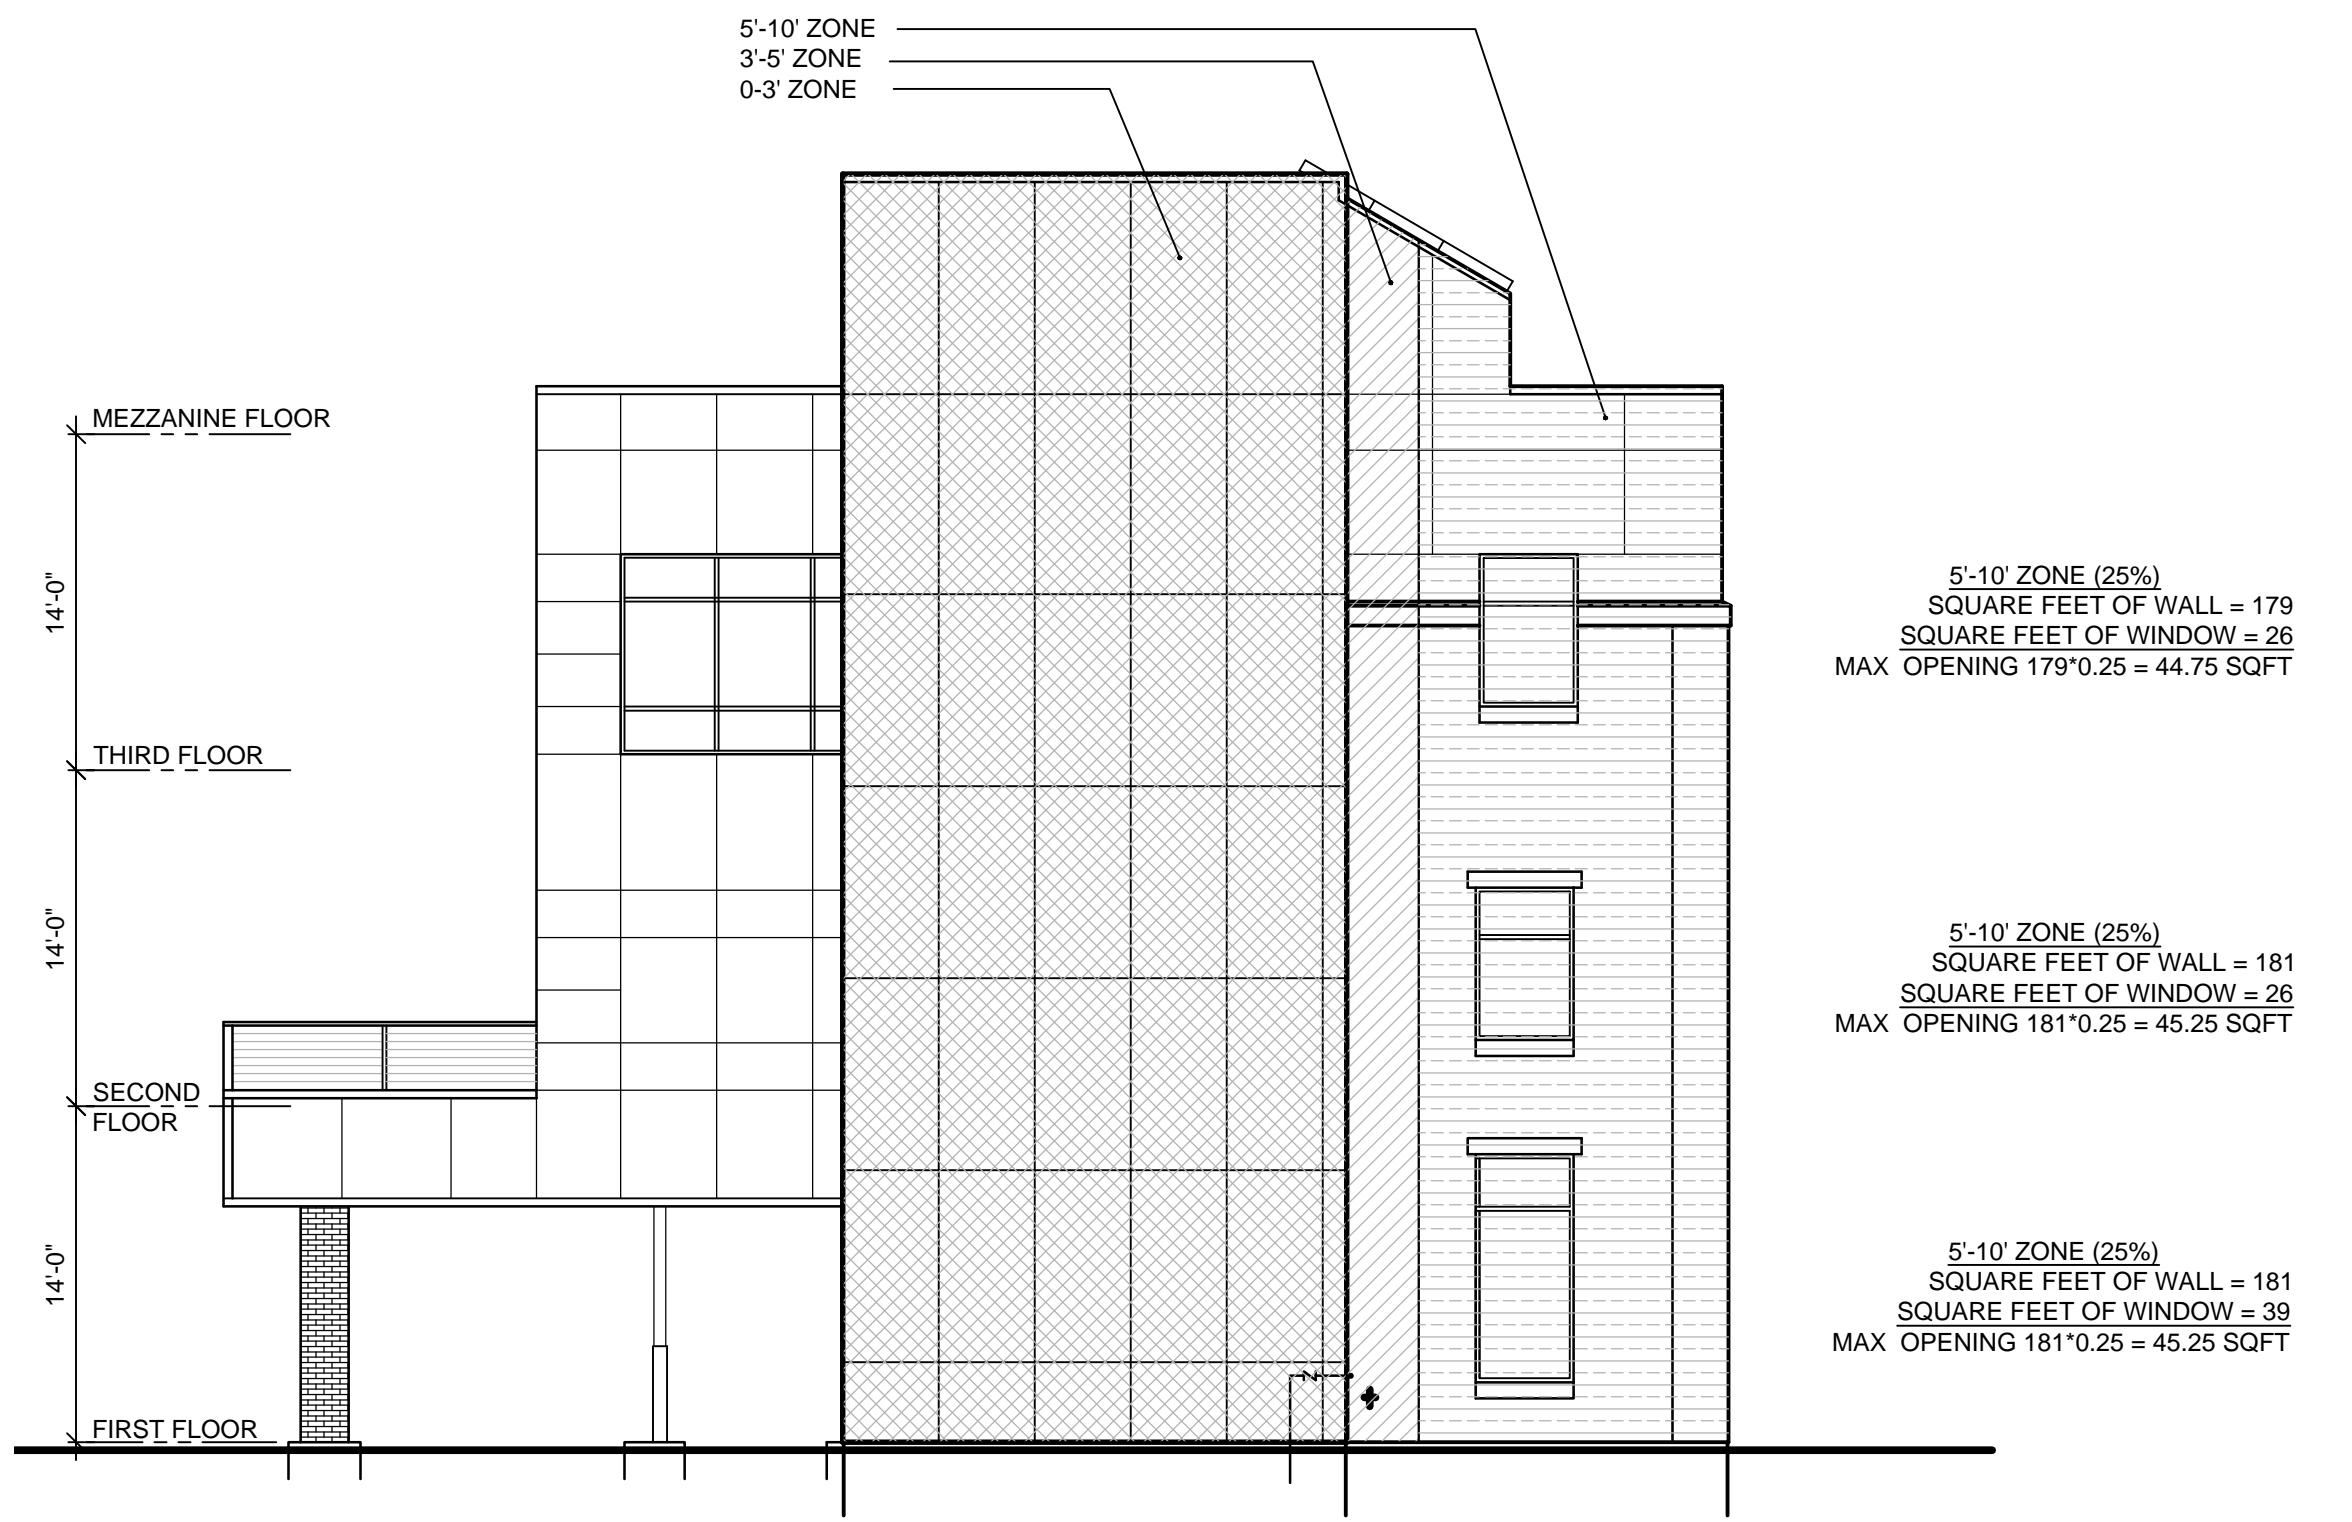 5'-10' ZONE
3'-5' ZONE
0-3' ZONE
MEZZANINE FLOOR
14'-0"
5'-10' ZONE (25%)
SQUARE FEET OF WALL = 179
SQUARE FEET OF WINDOW = 26
MAX OPENING 179*0.25 = 44.75 SQFT
THIRD FLOOR
14'-0"
5'-10' ZONE (25%)
SQUARE FEET OF WALL = 181
SQUARE FEET OF WINDOW = 26
MAX OPENING 181*0.25 = 45.25 SQFT
SECOND
FLOOR
14'-0"
5'-10' ZONE (25%)
SQUARE FEET OF WALL = 181
SQUARE FEET OF WINDOW = 39
MAX OPENING 181*0.25 = 45.25 SQFT
FIRST FLOOR